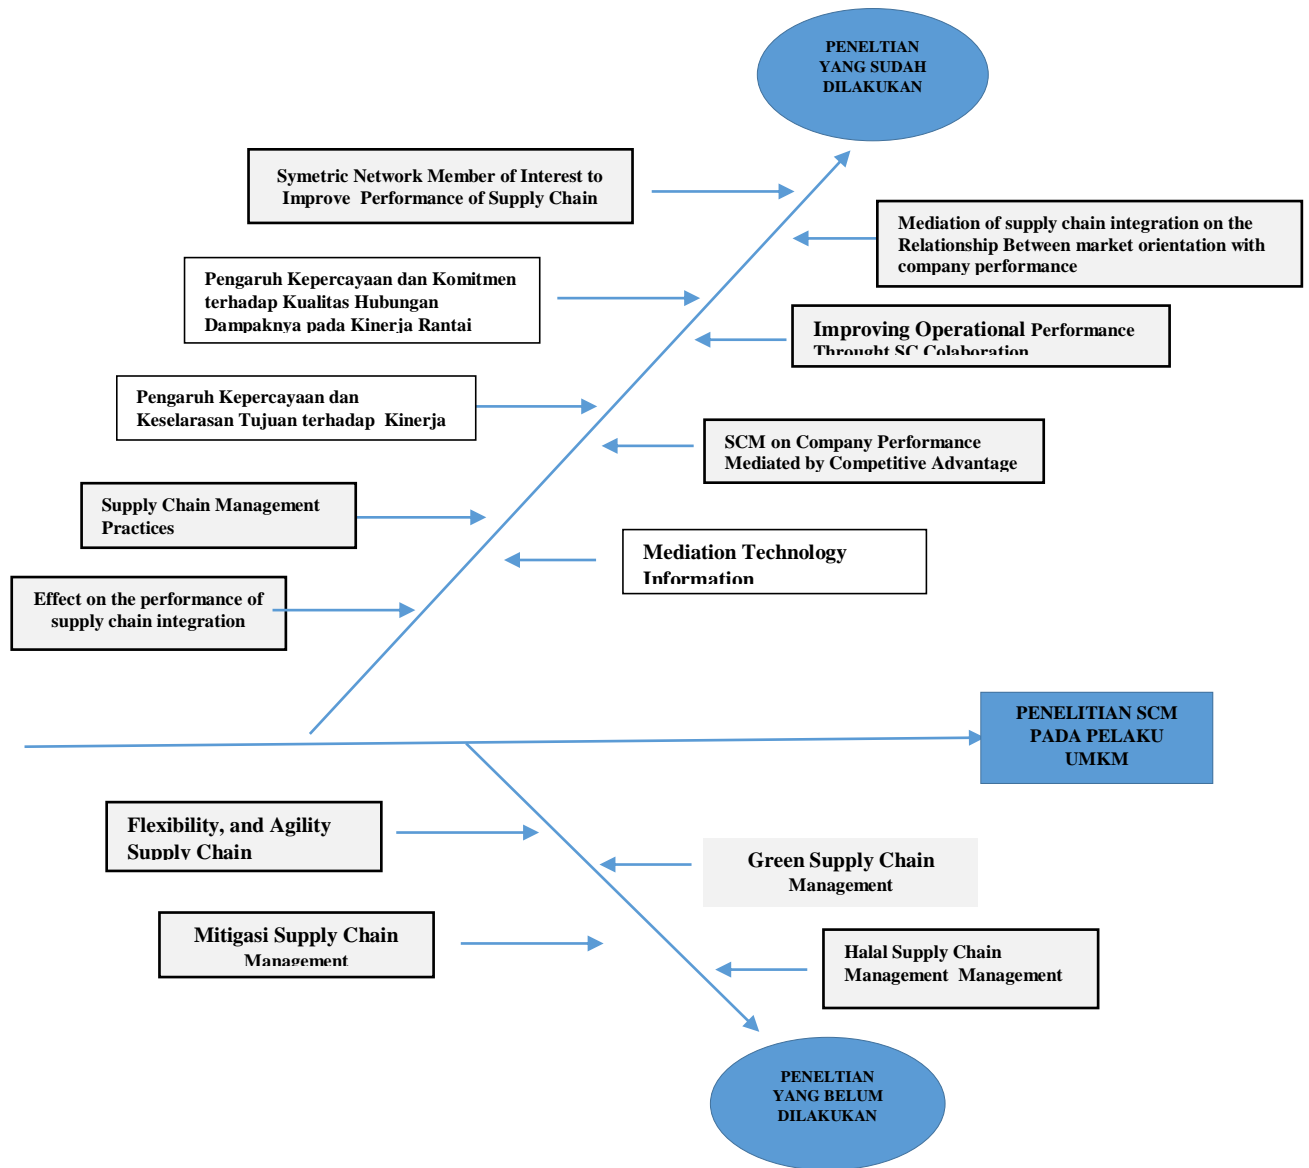 PENELTIAN
YANG SUDAH
DILAKUKAN
Symetric Network Member of Interest to
Improve Performance of Supply Chain
Mediation of supply chain integration on the
Relationship Between market orientation with
company performance
Pengaruh Kepercayaan dan Komitmen
terhadap Kualitas Hubungan
Dampaknya pada Kinerja Rantai
Improving Operational Performance
Throught SC Colaboration
Pengaruh Kepercayaan dan
Keselarasan Tujuan terhadap Kinerja
SCM on Company Performance
Mediated by Competitive Advantage
Supply Chain Management
Practices
Mediation Technology
Information
Effect on the performance of
supply chain integration
PENELITIAN SCM
PADA PELAKU
UMKM
Flexibility, and Agility
Supply Chain
Green Supply Chain
Management
Mitigasi Supply Chain
Management
Halal Supply Chain
Management Management
PENELTIAN
YANG BELUM
DILAKUKAN